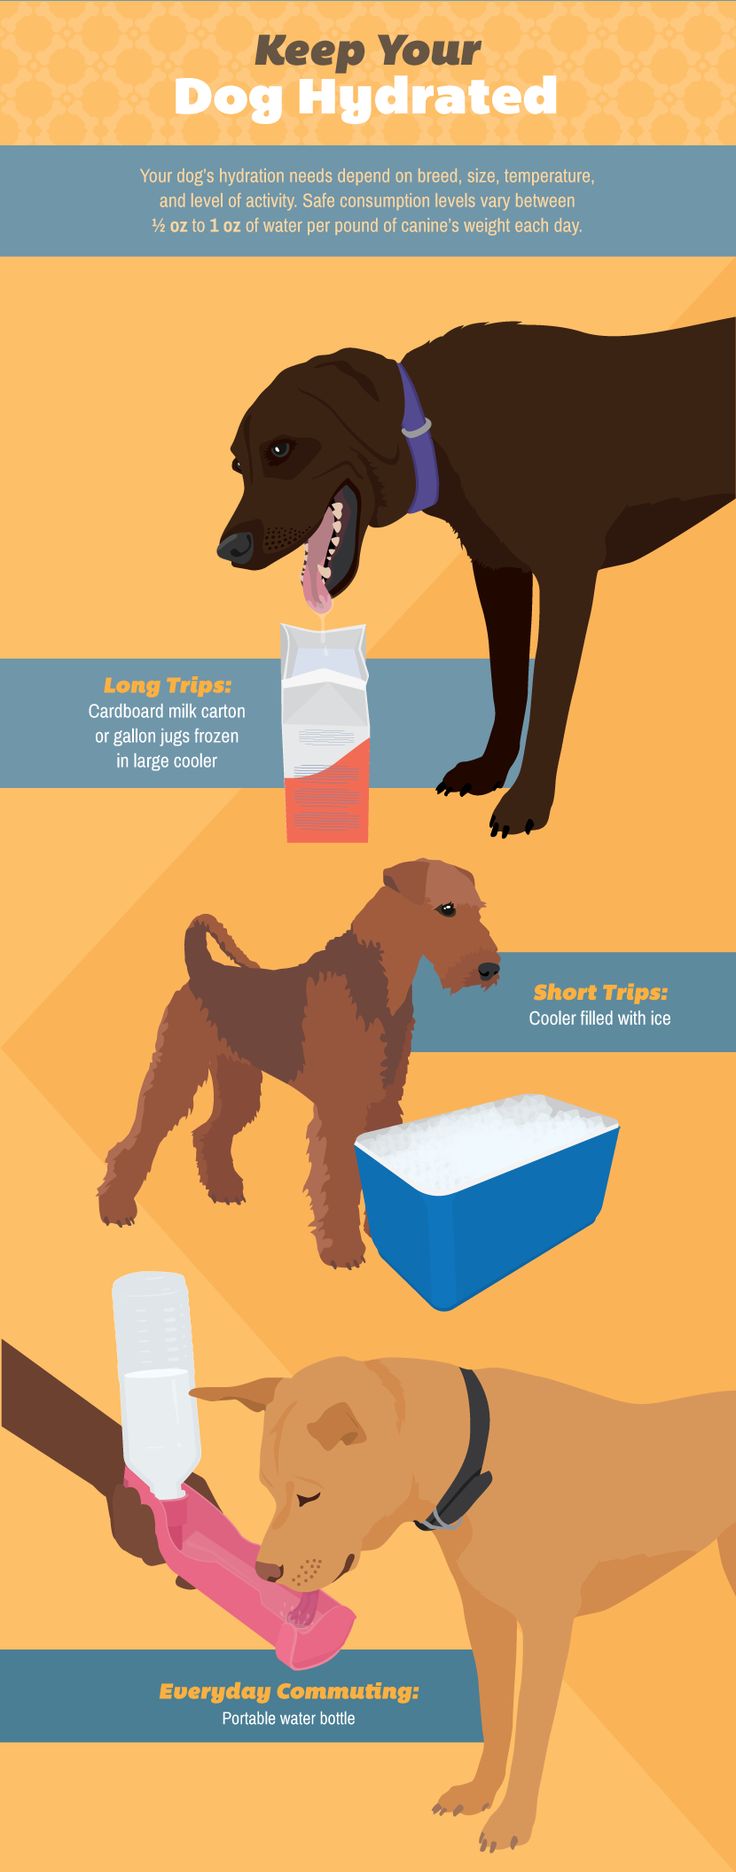 Keep Your
Dog Hydrated
Your dog's hydration needs depend on breed, size, temperature,
and level of activity. Safe consumption levels vary between
½ oz to 1 oz of water per pound of canine's weight each day.
Long Trips:
Cardboard milk carton
or gallon jugs frozen
in large cooler
Short Trips:
Cooler filled with ice
Everyday Commuting:
Portable water bottle